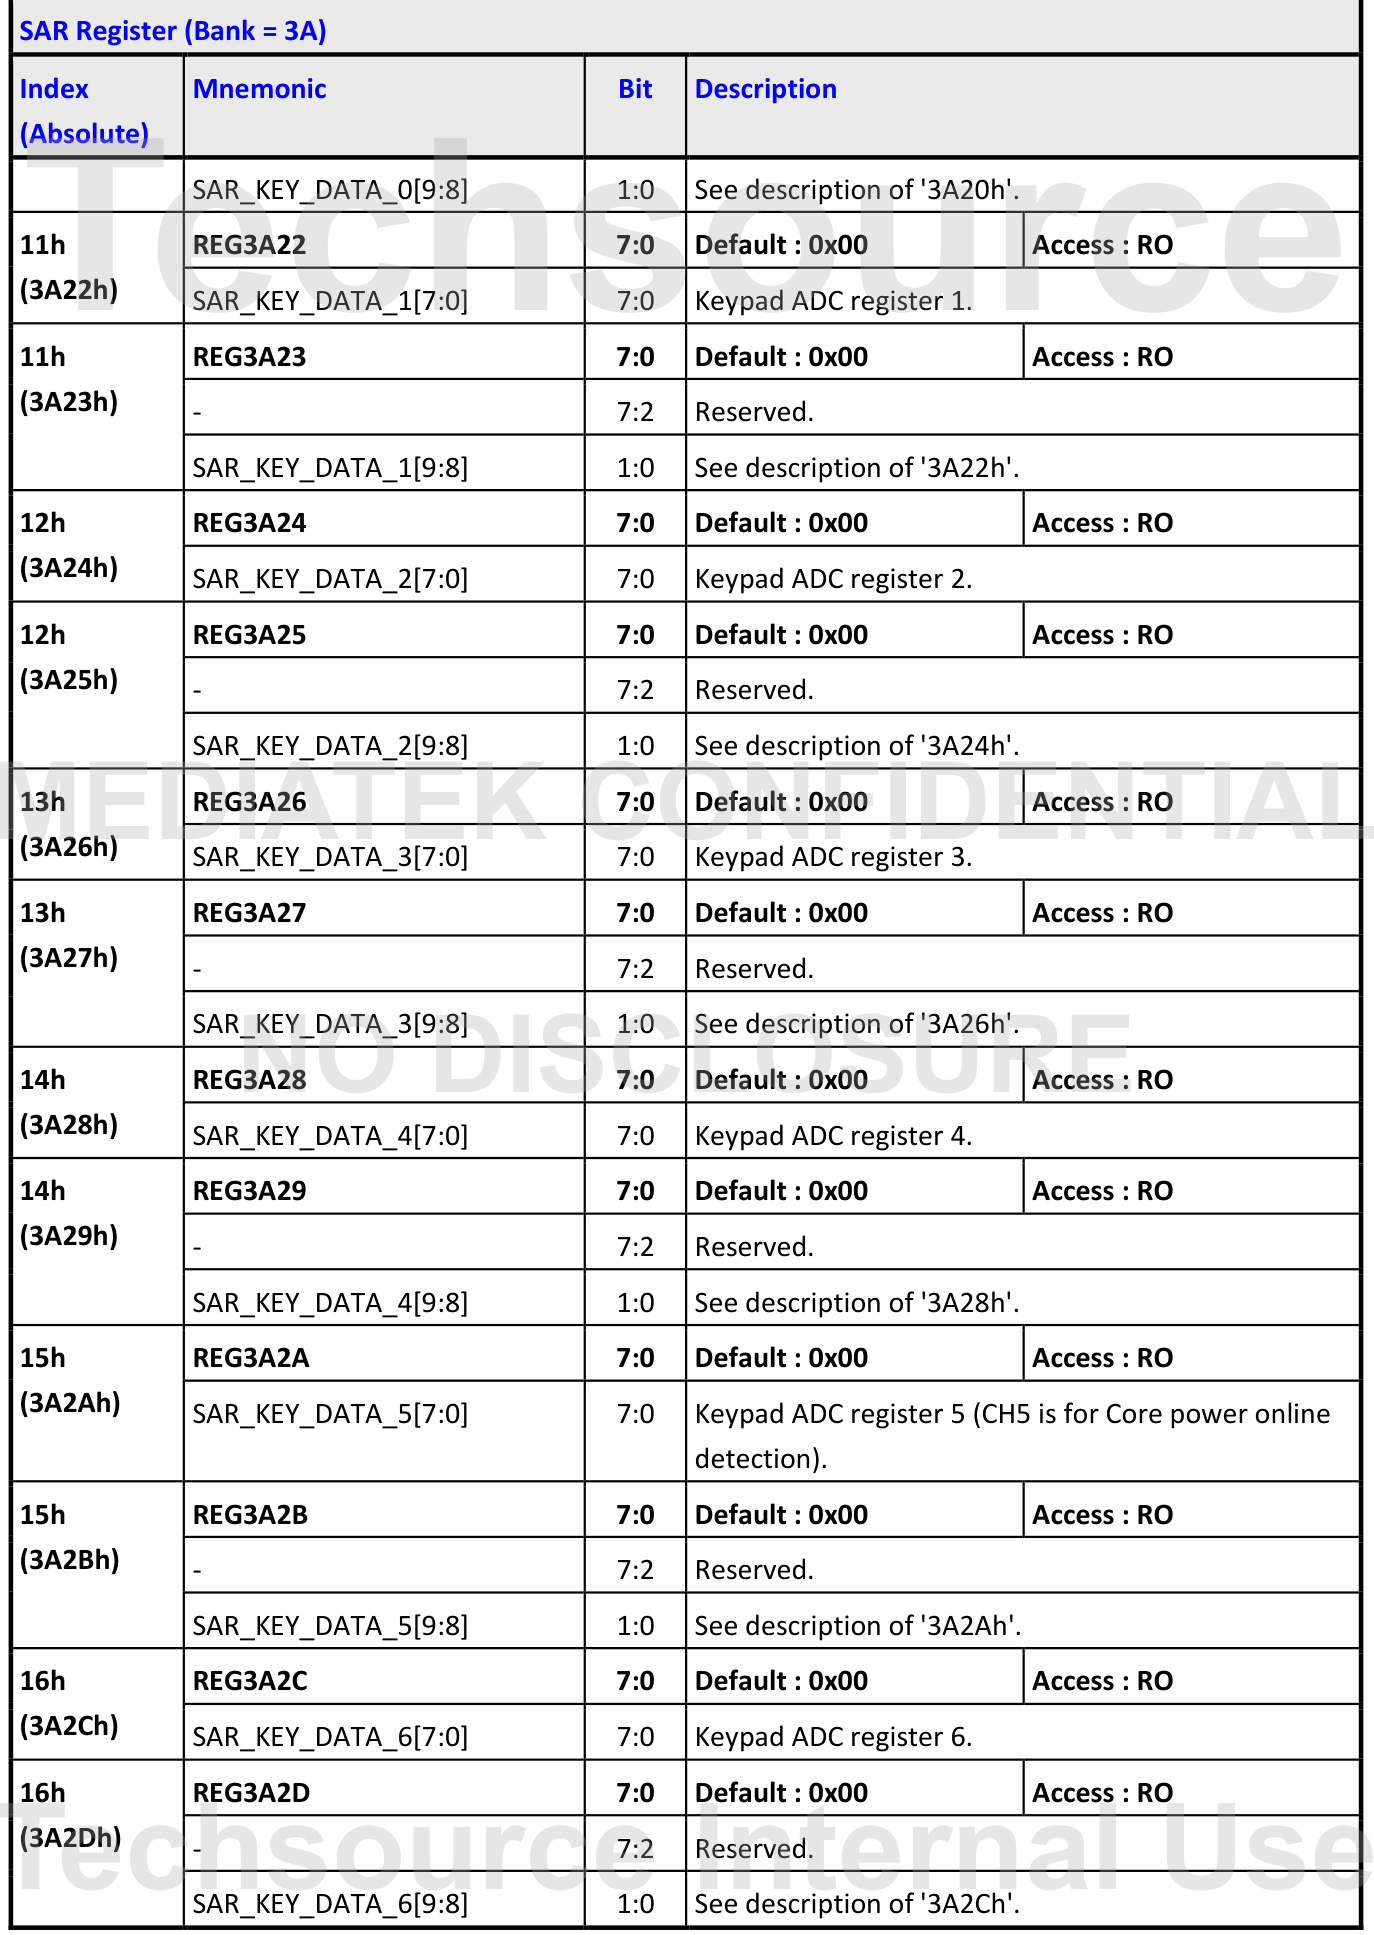 SAR Register (Bank = 3A)
Index Mnemonic Bit Description
(Absolute)
SAR_KEY_DATA_0[9:8] 1:0 See description of '3A20h'.
Techsource
11h REG3A22 7:0 Default : 0x00 Access : RO
(3A22h) SAR_KEY_DATA_1[7:0] 7:0 Keypad ADC register 1.
11h REG3A23 7:0 Default : 0x00 Access : RO
(3A23h) - 7:2 Reserved.
SAR_KEY_DATA_1[9:8] 1:0 See description of '3A22h'.
12h REG3A24 7:0 Default : 0x00 Access : RO
(3A24h) SAR_KEY_DATA_2[7:0] 7:0 Keypad ADC register 2.
12h REG3A25 7:0 Default : 0x00 Access : RO
(3A25h) - 7:2 Reserved.
SAR_KEY_DATA_2[9:8] 1:0 See description of '3A24h'.
MEDIATEK CONFIDENTIAL
13h REG3A26 7:0 Default : 0x00 Access : RO
(3A26h) SAR_KEY_DATA_3[7:0] 7:0 Keypad ADC register 3.
13h REG3A27 7:0 Default : 0x00 Access : RO
(3A27h) - 7:2 Reserved.
SAR_KEY_DATA_3[9:8] 1:0 See description of '3A26h'.
NO DISCLOSURE
14h REG3A28 7:0 Default : 0x00 Access : RO
(3A28h) SAR_KEY_DATA_4[7:0] 7:0 Keypad ADC register 4.
14h REG3A29 7:0 Default : 0x00 Access : RO
(3A29h) - 7:2 Reserved.
SAR_KEY_DATA_4[9:8] 1:0 See description of '3A28h'.
15h REG3A2A 7:0 Default : 0x00 Access : RO
(3A2Ah) SAR_KEY_DATA_5[7:0] 7:0 Keypad ADC register 5 (CH5 is for Core power online
detection).
15h REG3A2B 7:0 Default : 0x00 Access : RO
(3A2Bh) - 7:2 Reserved.
SAR_KEY_DATA_5[9:8] 1:0 See description of '3A2Ah'.
16h REG3A2C 7:0 Default : 0x00 Access : RO
(3A2Ch) SAR_KEY_DATA_6[7:0] 7:0 Keypad ADC register 6.
16h REG3A2D 7:0 Default : 0x00 Access : RO
(3A2Dh) - 7:2 Reserved.
Techsource Internal Use
SAR_KEY_DATA_6[9:8] 1:0 See description of '3A2Ch'.